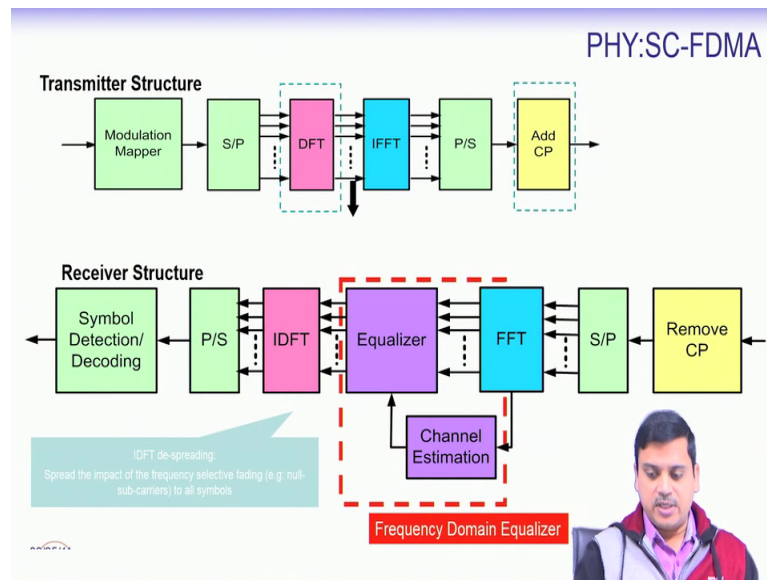 PHY:SC-FDMA
Transmitter Structure
Modulation
Mapper
S/P
DFT
IFFT
P/S
Add
CP
Receiver Structure
Symbol
Detection/
Decoding
P/S
IDFT
Equalizer
FFT
S/P
Remove
CP
Channel
Estimation
IDFT de-spreading:
Spread the impact of the frequency selective fading (e.g: null-
sub-carriers) to all symbols
Frequency Domain Equalizer